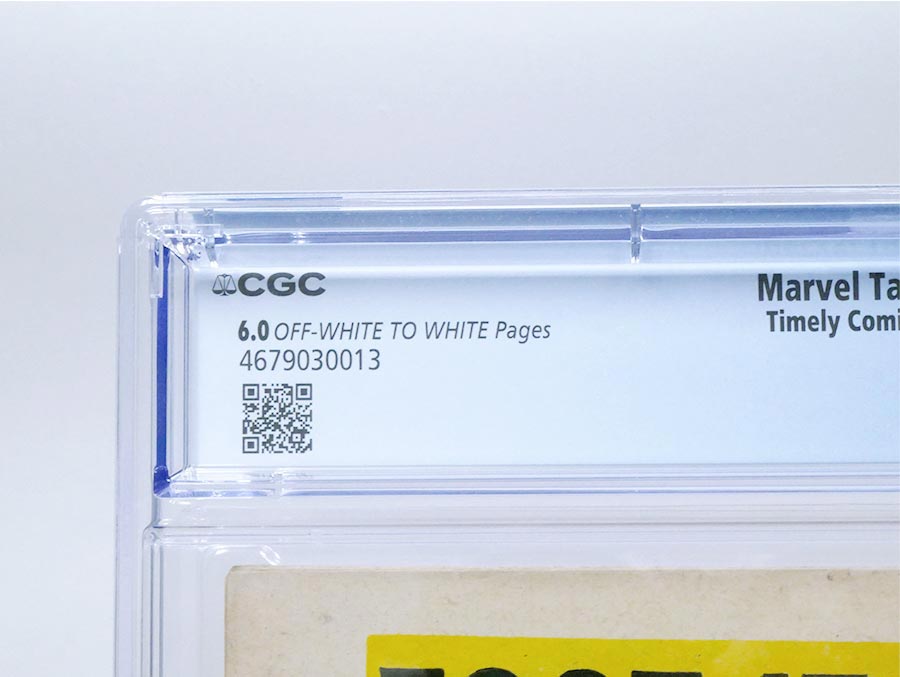 CGC
6.0 OFF-WHITE TO WHITE Pages
4679030013
Marvel Ta
Timely Comi